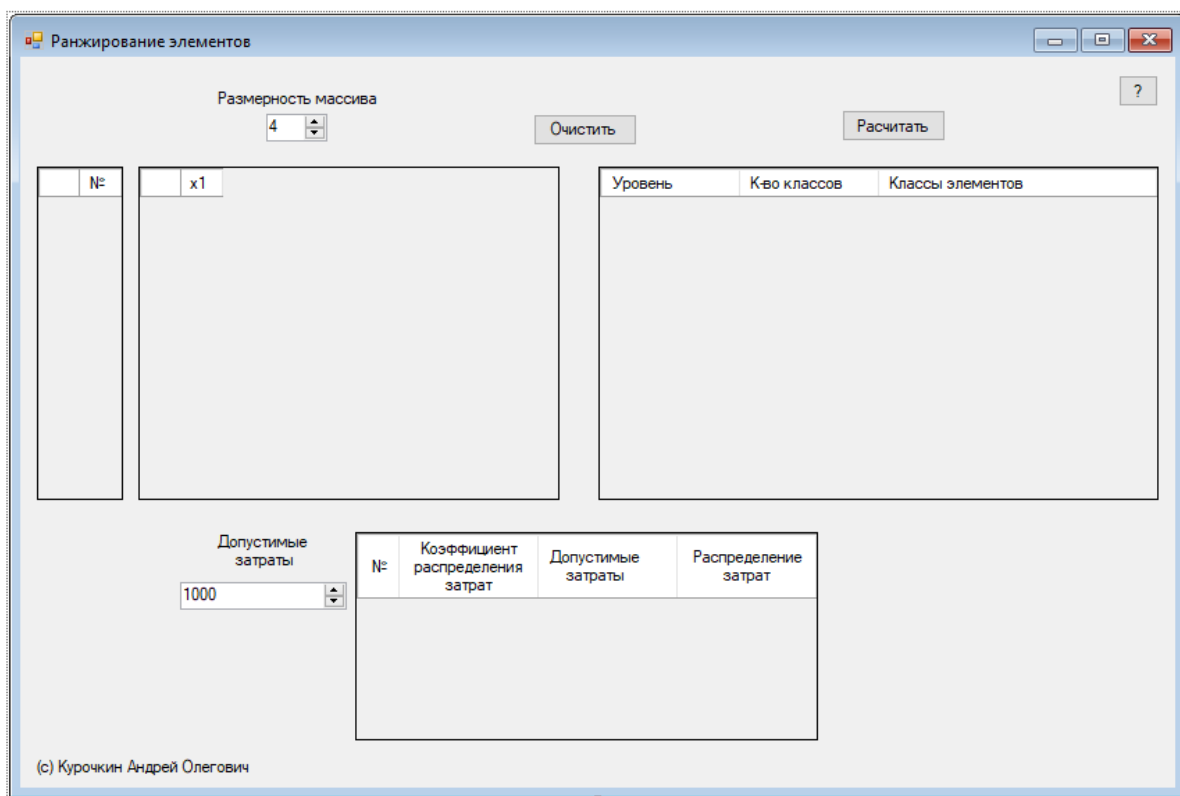 Ранжирование элементов
?
Размерность массива
4
Очистить
Расчитать
№
x1
Уровень
К-во классов
Классы элементов
Допустимые
затраты
1000
№
Коэффициент
распределения
затрат
Допустимые
затраты
Распределение
затрат
(с) Курочкин Андрей Олегович